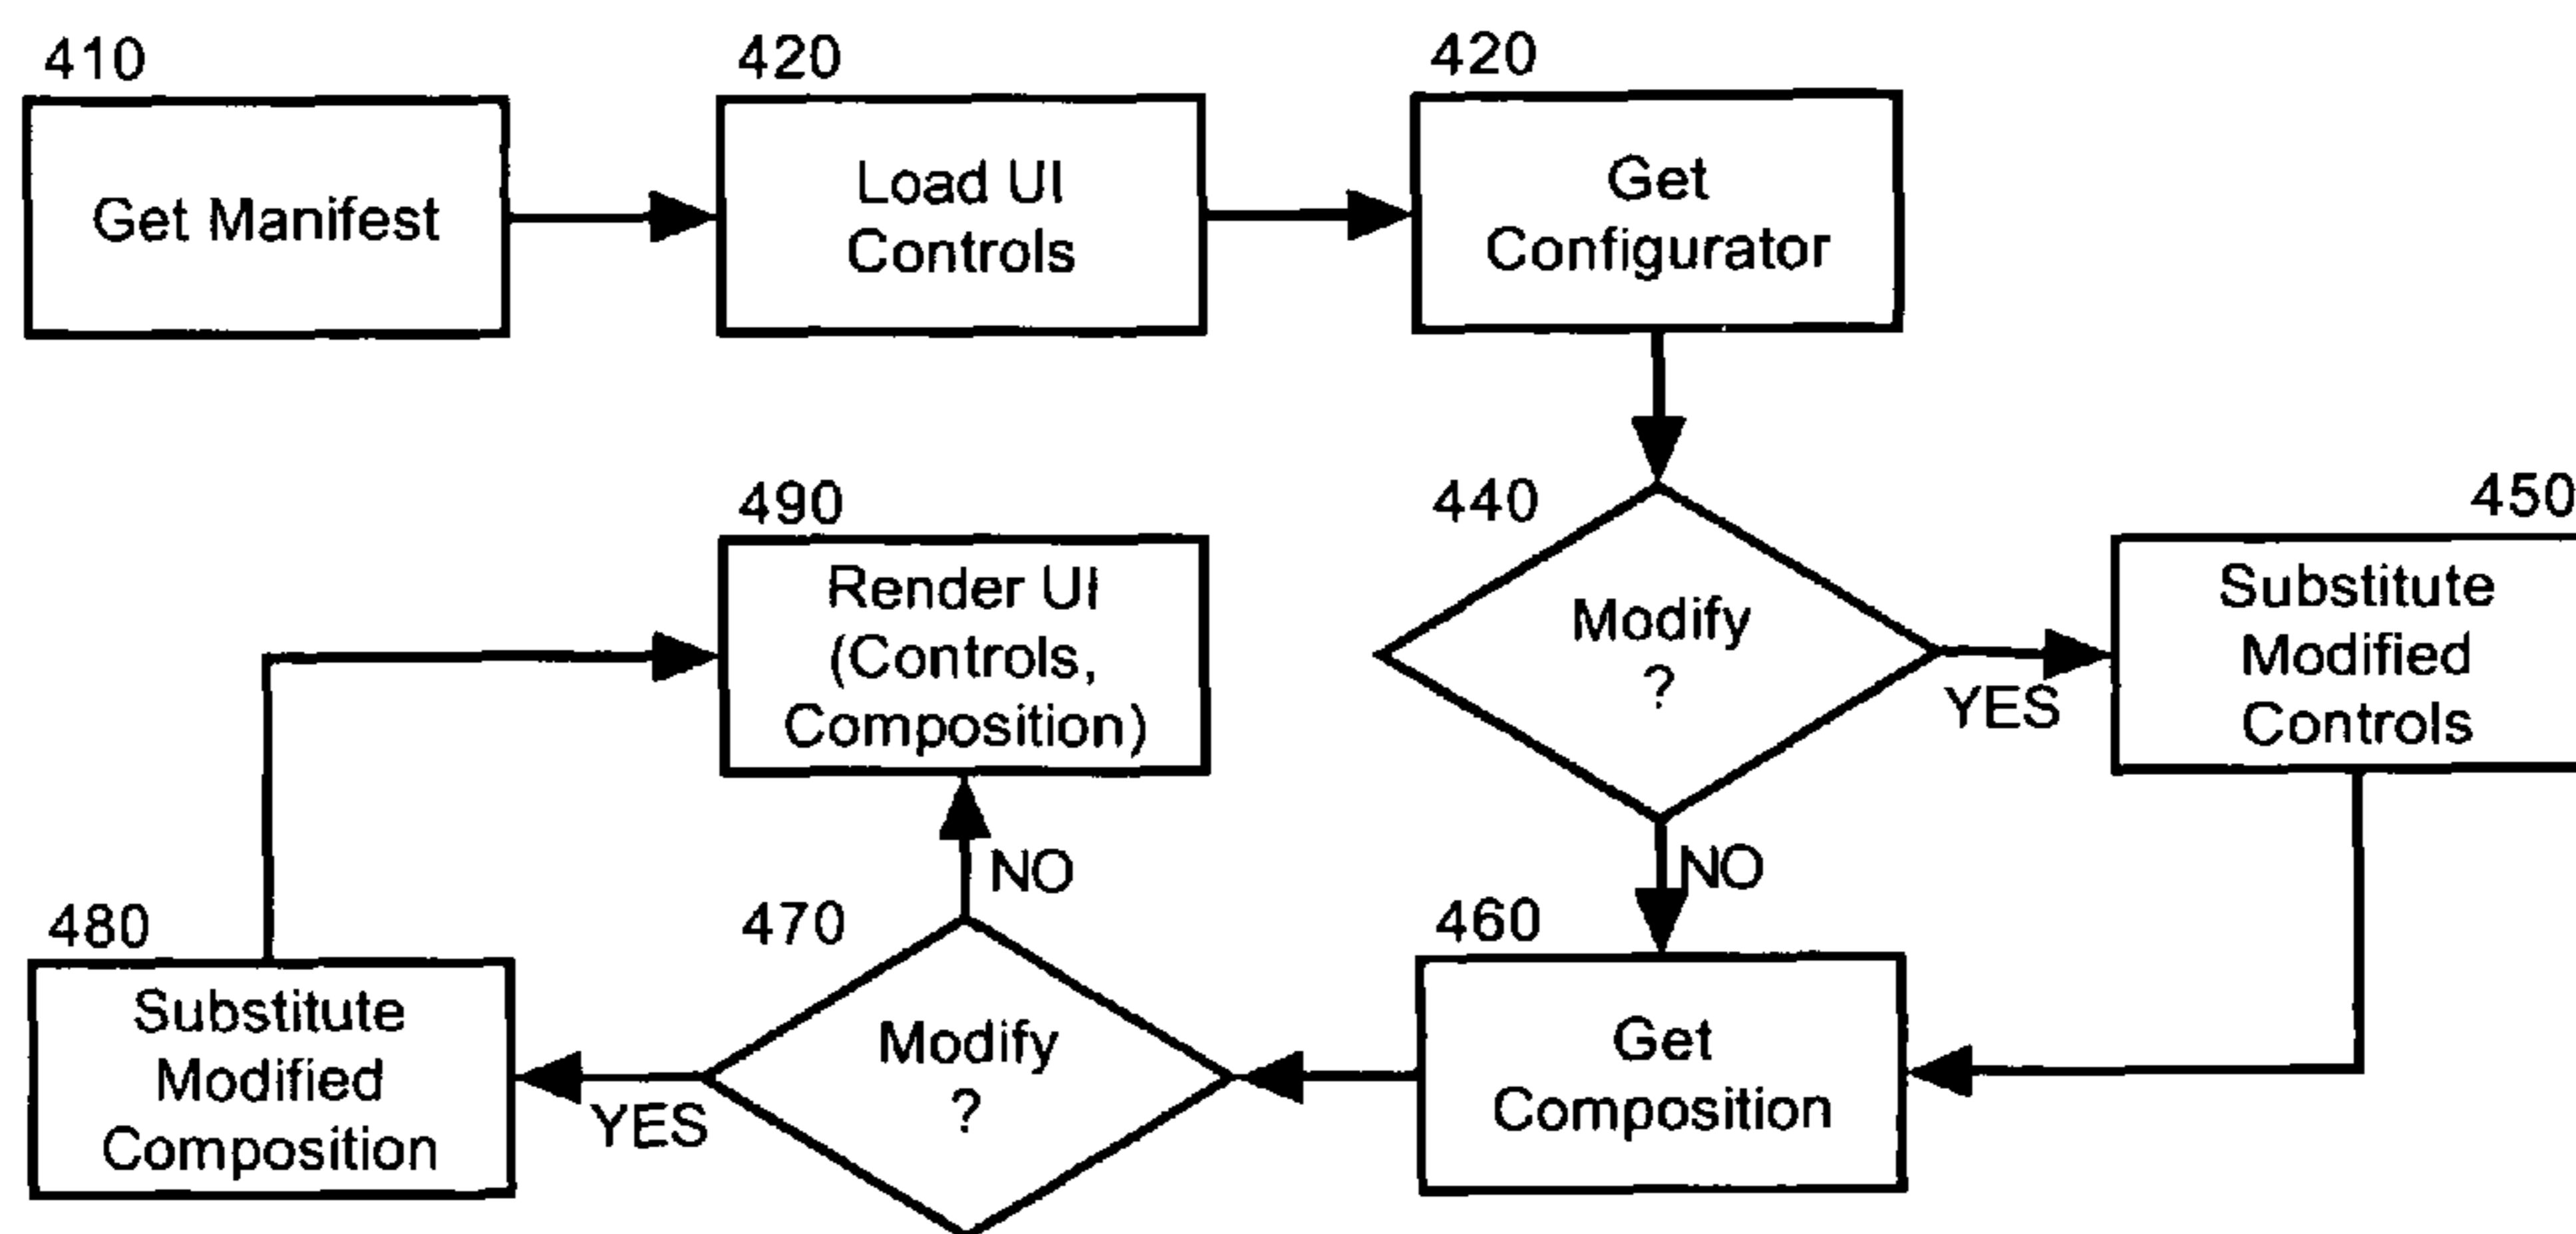 410
Get Manifest
420
Load UI
Controls
420
Get
Configurator
440
Modify
?
YES
NO
450
Substitute
Modified
Controls
460
Get
Composition
470
Modify
?
YES
NO
480
Substitute
Modified
Composition
490
Render UI
(Controls,
Composition)